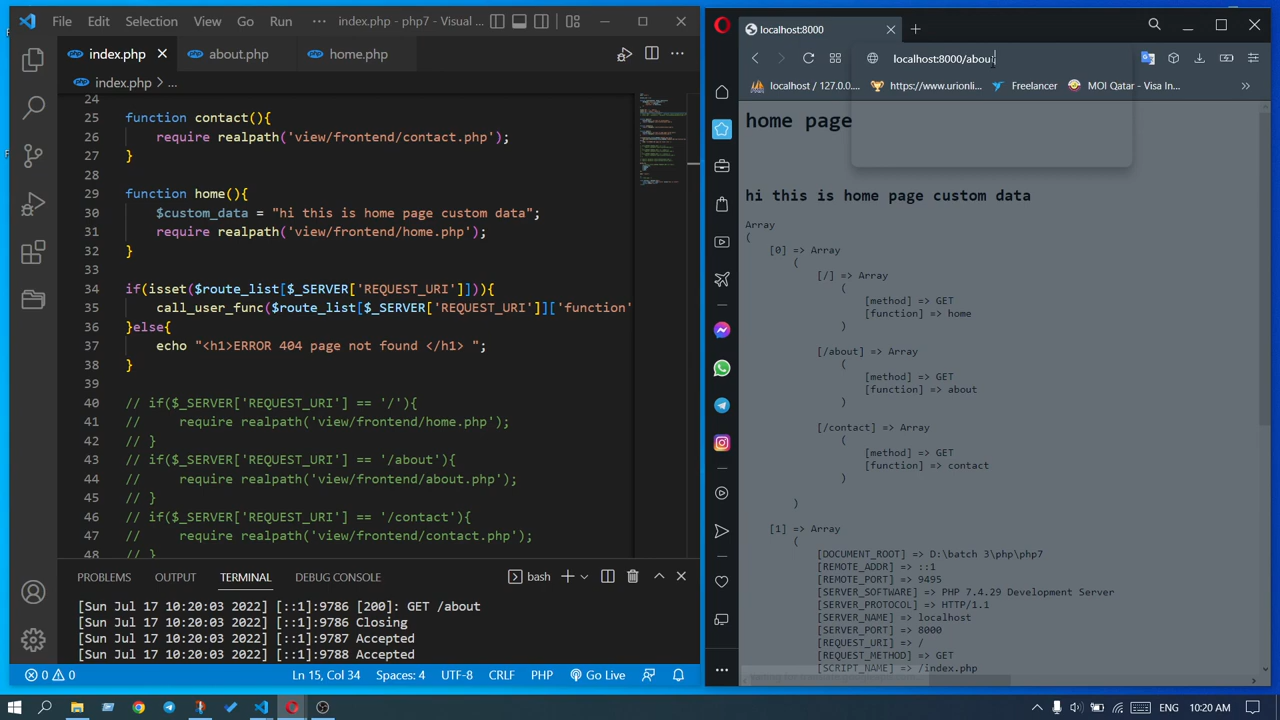 File Edit Selection View Go Run ··· index.php - php7 - Visual ...
index.php
about.php
home.php
index.php > ...
24
25 function contact(){
26 require realpath('view/frontend/contact.php');
27 }
28
29 function home(){
30 $custom_data = "hi this is home page custom data";
31 require realpath('view/frontend/home.php');
32 }
33
34 if(isset($route_list[$_SERVER['REQUEST_URI']])){
35 call_user_func($route_list[$_SERVER['REQUEST_URI']]['function'
36 }else{
37 echo "<h1>ERROR 404 page not found </h1> ";
38 }
39
40 // if($_SERVER['REQUEST_URI'] == '/'){
41 // require realpath('view/frontend/home.php');
42 // }
43 // if($_SERVER['REQUEST_URI'] == '/about'){
44 // require realpath('view/frontend/about.php');
45 // }
46 // if($_SERVER['REQUEST_URI'] == '/contact'){
47 // require realpath('view/frontend/contact.php');
48 // }
PROBLEMS OUTPUT TERMINAL DEBUG CONSOLE
bash
[Sun Jul 17 10:20:03 2022] [::1]:9786 [200]: GET /about
[Sun Jul 17 10:20:03 2022] [::1]:9786 Closing
[Sun Jul 17 10:20:03 2022] [::1]:9787 Accepted
[Sun Jul 17 10:20:03 2022] [::1]:9788 Accepted
0 0 Ln 15, Col 34 Spaces: 4 UTF-8 CRLF PHP Go Live
localhost:8000
localhost:8000/about
localhost / 127.0.0.... https://www.urionli... Freelancer MOI Qatar - Visa In... »
home page
hi this is home page custom data
Array
(
[0] => Array
(
[/] => Array
(
[method] => GET
[function] => home
)
[/about] => Array
(
[method] => GET
[function] => about
)
[/contact] => Array
(
[method] => GET
[function] => contact
)
)
[1] => Array
(
[DOCUMENT_ROOT] => D:\batch 3\php\php7
[REMOTE_ADDR] => ::1
[REMOTE_PORT] => 9495
[SERVER_SOFTWARE] => PHP 7.4.29 Development Server
[SERVER_PROTOCOL] => HTTP/1.1
[SERVER_NAME] => localhost
[SERVER_PORT] => 8000
[REQUEST_URI] => /
[REQUEST_METHOD] => GET
[SCRIPT_NAME] => /index.php
ENG 10:20 AM